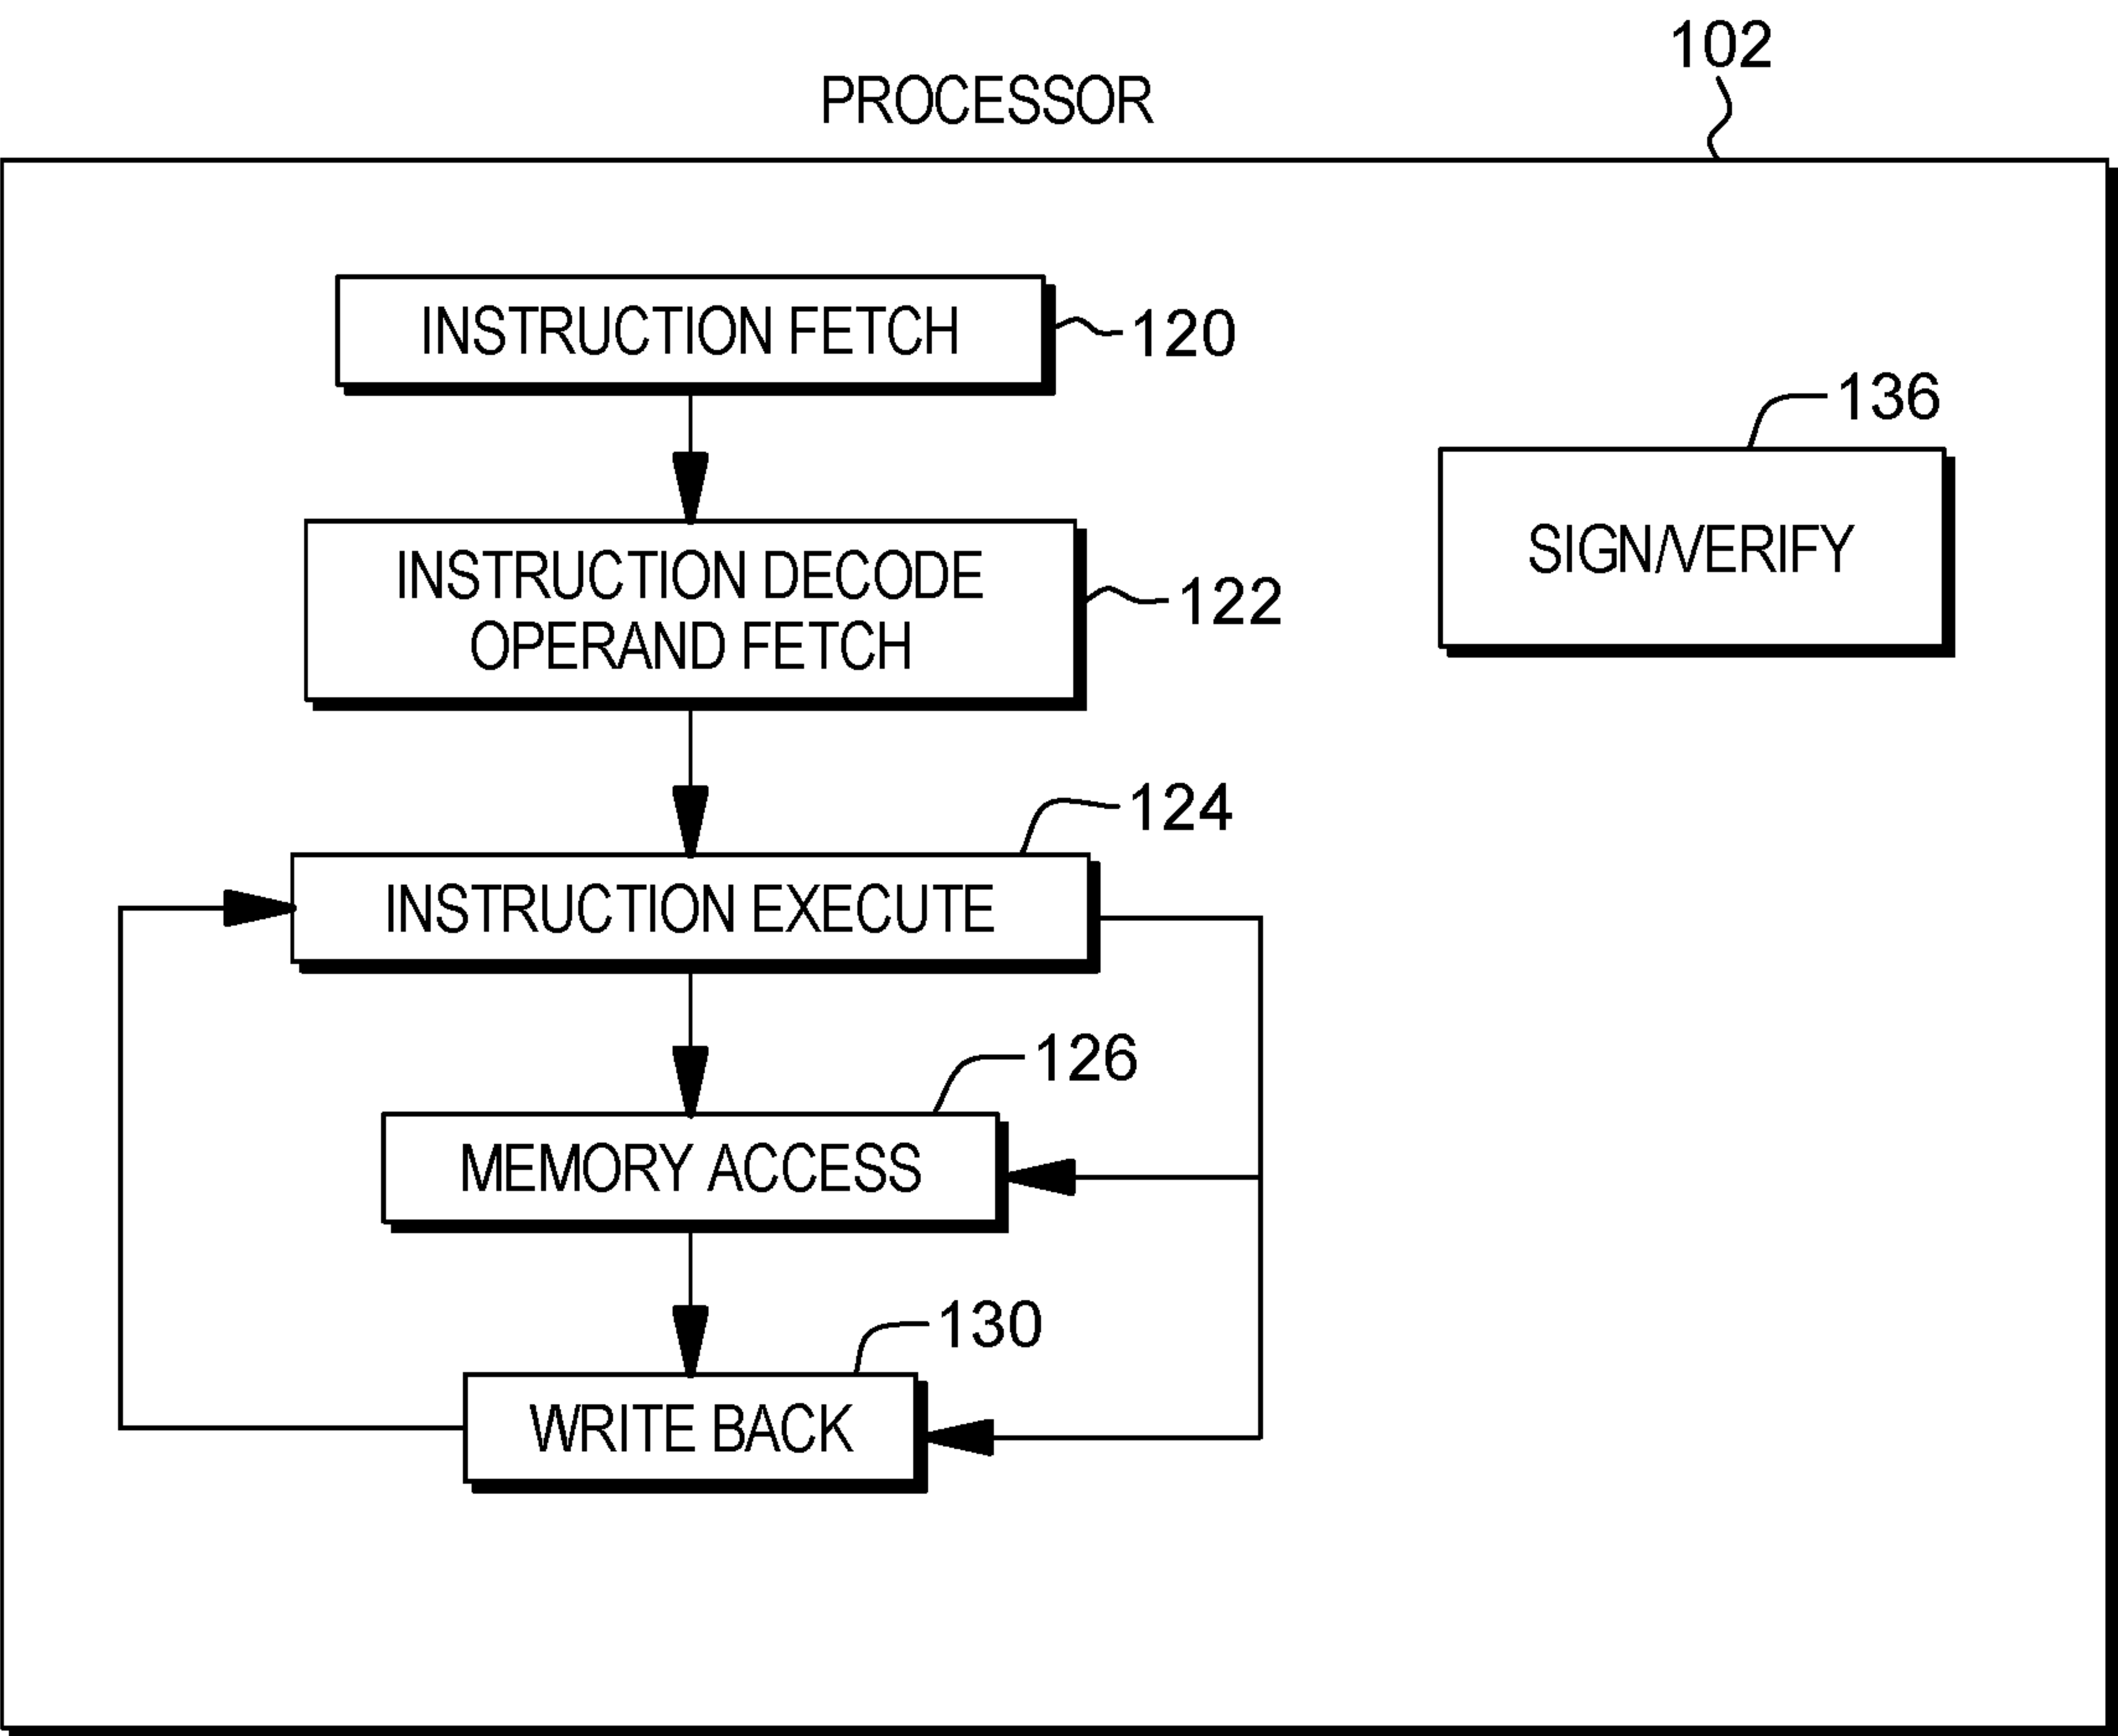 102
PROCESSOR
INSTRUCTION FETCH
120
136
SIGN/VERIFY
INSTRUCTION DECODE
OPERAND FETCH
122
124
INSTRUCTION EXECUTE
126
MEMORY ACCESS
130
WRITE BACK